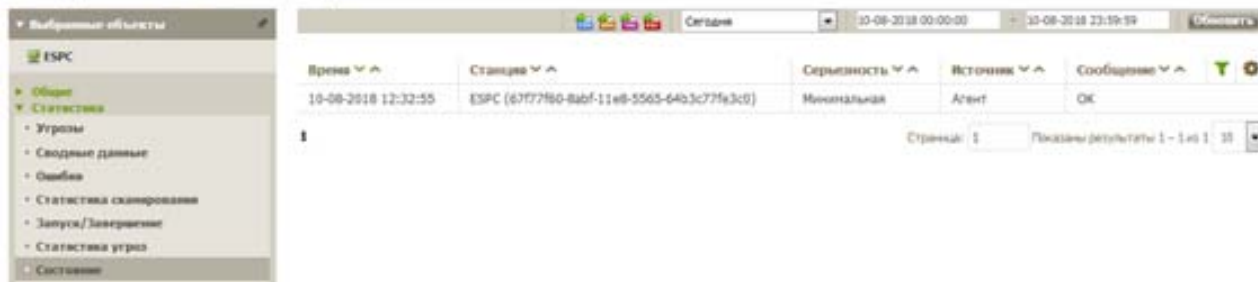 Выбранные объекты
ESPC
Общие
Статистика
Угрозы
Сводные данные
Ошибки
Статистика сканирования
Запуск/Завершение
Статистика угроз
Состояние
Сегодня 10-08-2018 00:00:00 - 10-08-2018 23:59:59 Обновить
Время Станция Серьезность Источник Сообщение
10-08-2018 12:32:55 ESPC (67f77f60-8abf-11e8-5565-64b3c77fe3c0) Минимальная Агент OK
1 Страница: 1 Показаны результаты 1 - 1 из 1